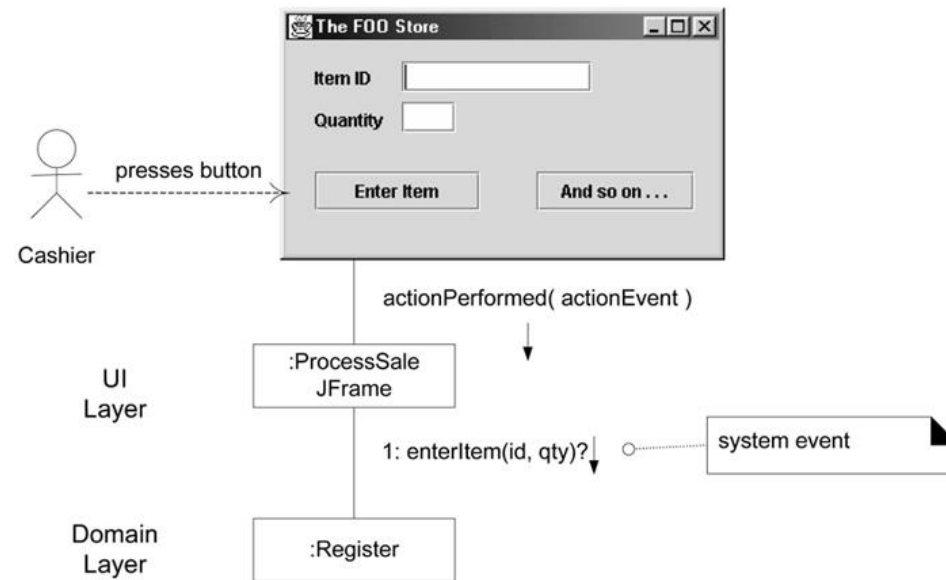 The FOO Store
Item ID
Quantity
presses button
Enter Item
And so on . . .
Cashier
actionPerformed( actionEvent )
:ProcessSale
JFrame
UI
Layer
1: enterItem(id, qty)?
system event
Domain
Layer
:Register